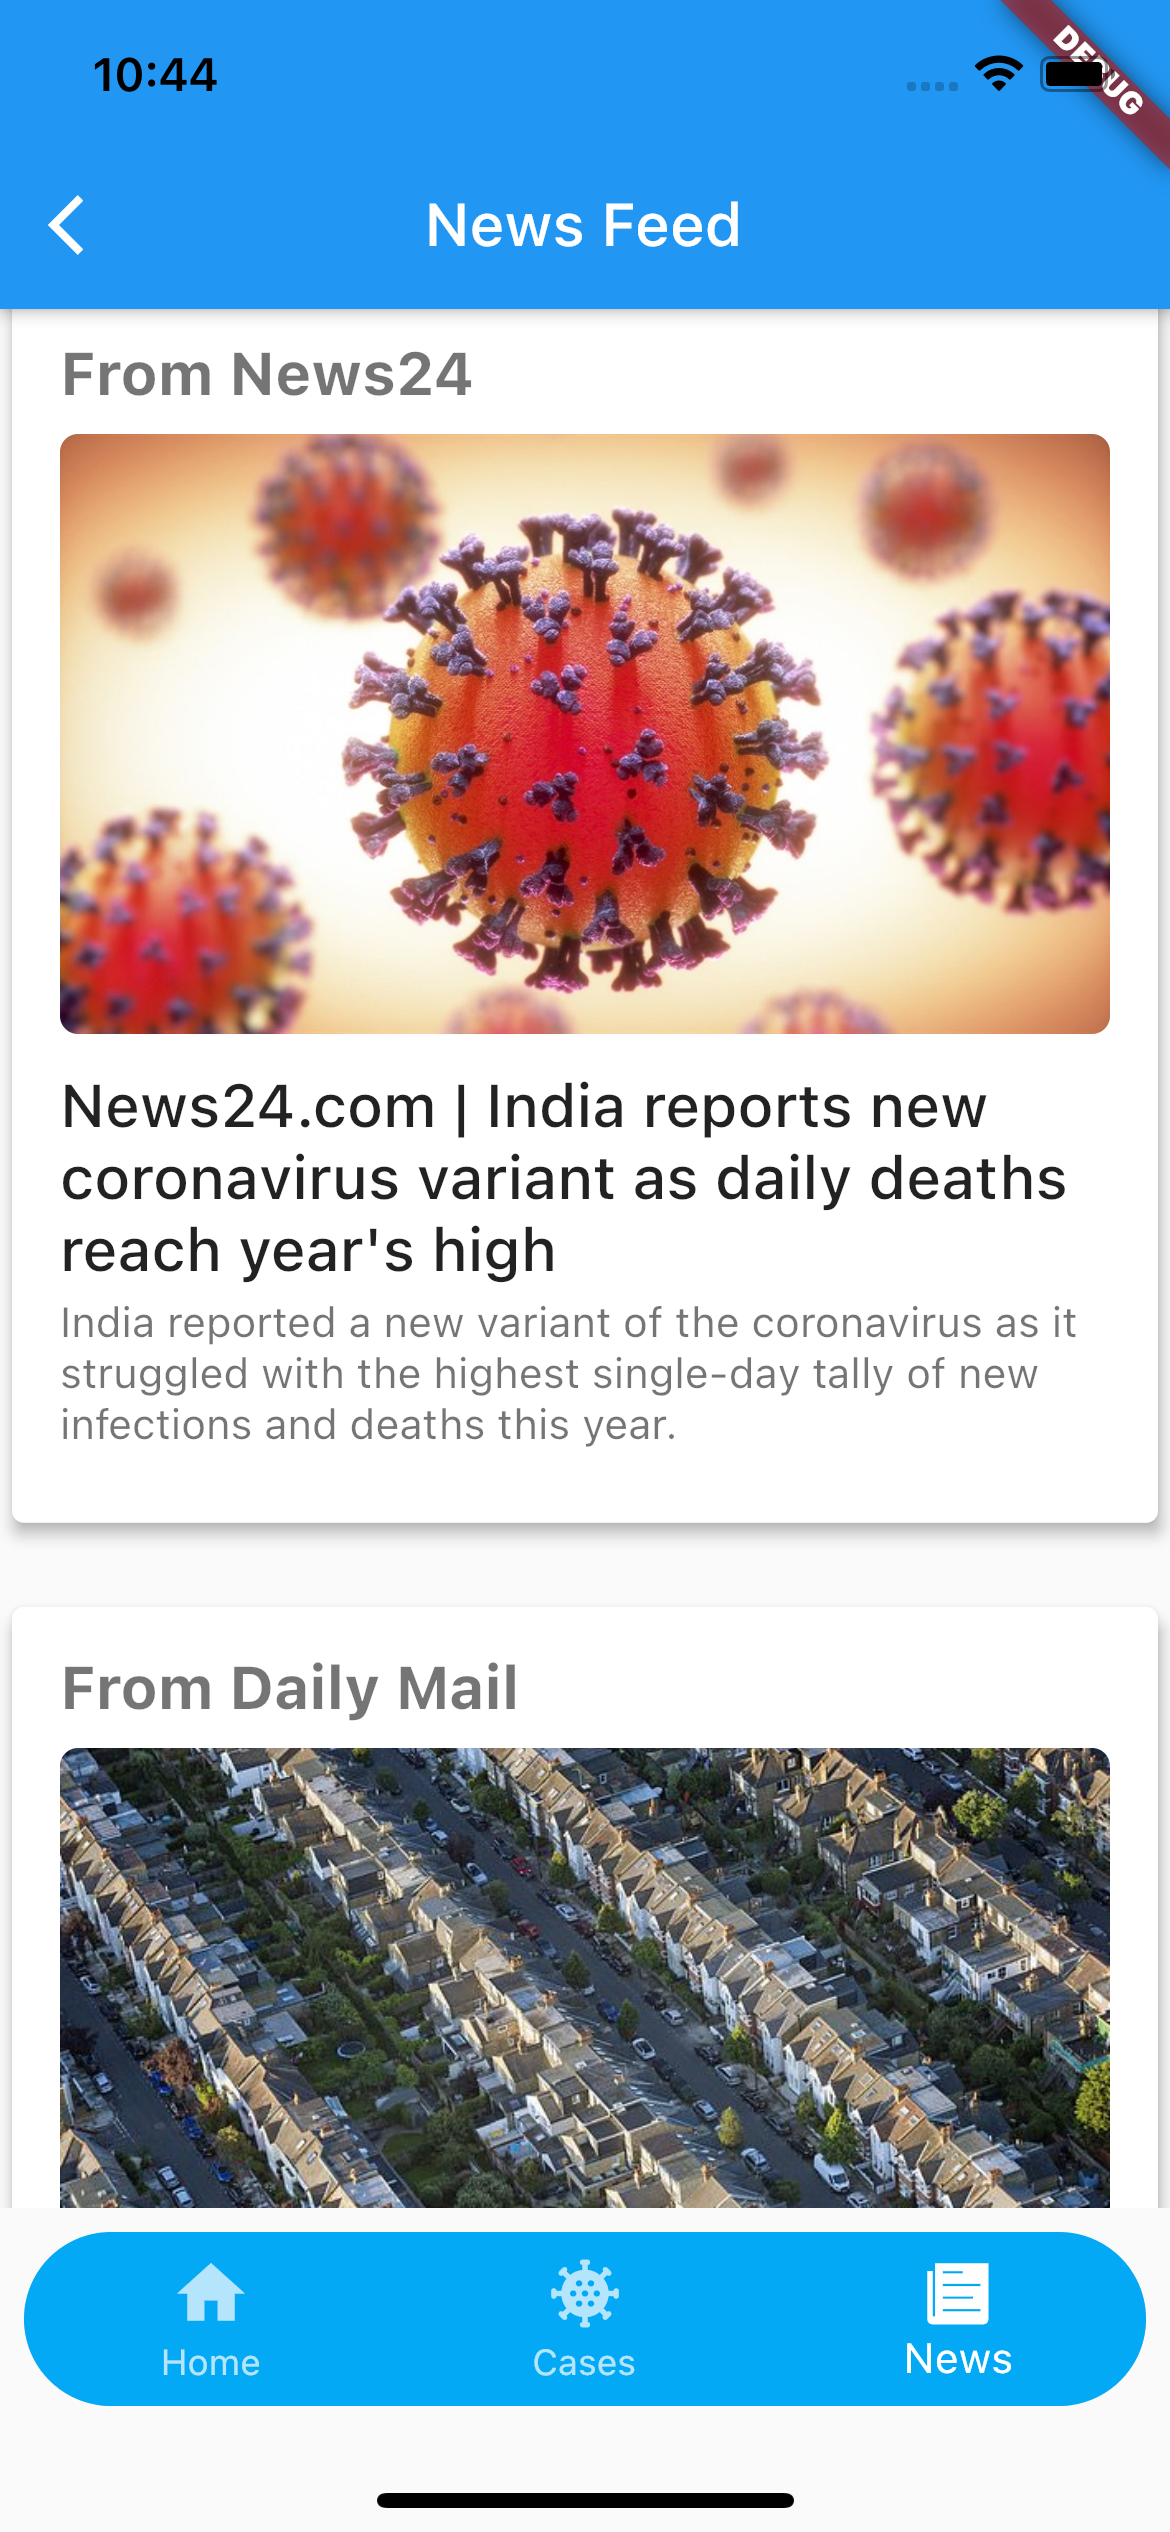 10:44
DEBUG
News Feed
From News24
News24.com | India reports new
coronavirus variant as daily deaths
reach year's high
India reported a new variant of the coronavirus as it
struggled with the highest single-day tally of new
infections and deaths this year.
From Daily Mail
Home
Cases
News